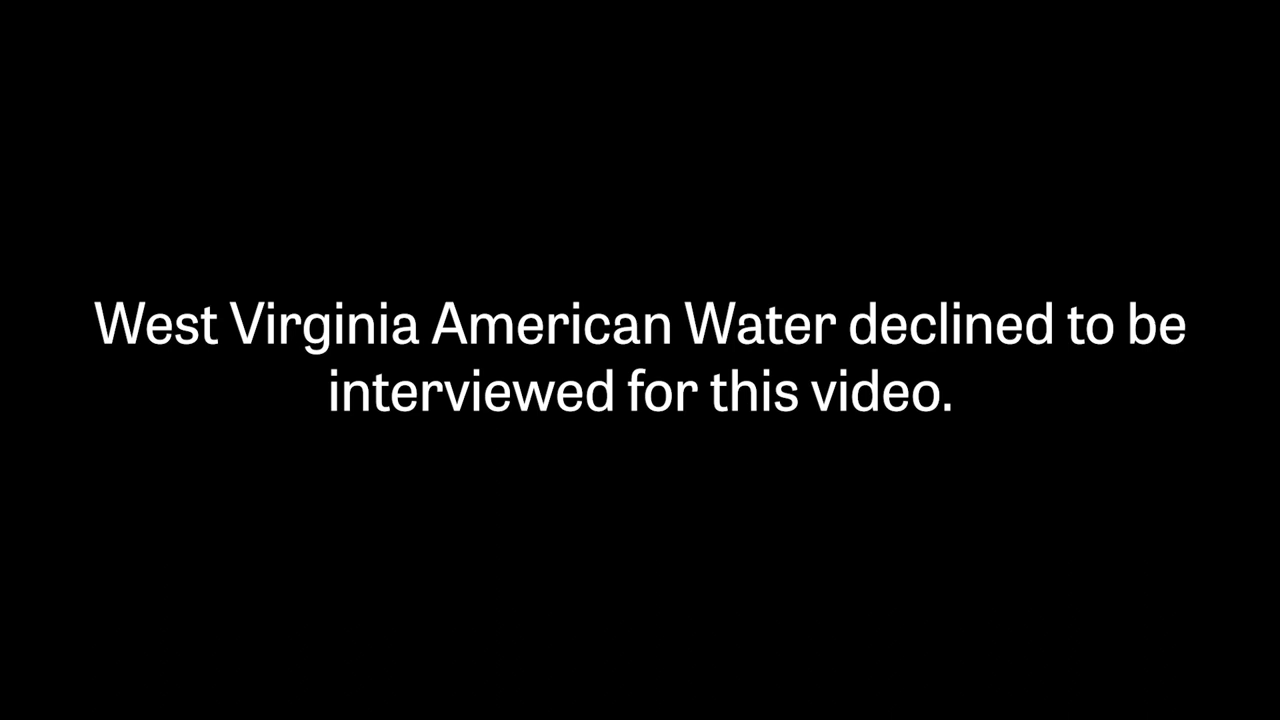 West Virginia American Water declined to be
interviewed for this video.